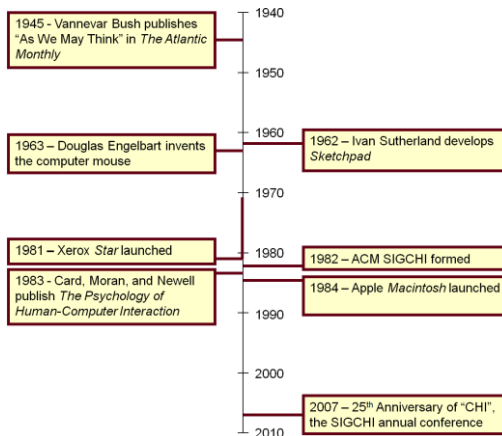 1940
1945 - Vannevar Bush publishes
“As We May Think” in The Atlantic
Monthly
1950
1960
1962 – Ivan Sutherland develops
Sketchpad
1963 – Douglas Engelbart invents
the computer mouse
1970
1981 – Xerox Star launched
1980
1982 – ACM SIGCHI formed
1983 - Card, Moran, and Newell
publish The Psychology of
Human-Computer Interaction
1984 – Apple Macintosh launched
1990
2000
2007 – 25th Anniversary of “CHI”,
the SIGCHI annual conference
2010